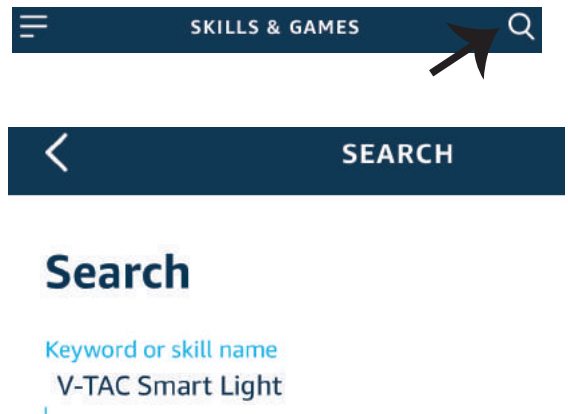 SKILLS & GAMES
SEARCH
Search
Keyword or skill name
V-TAC Smart Light